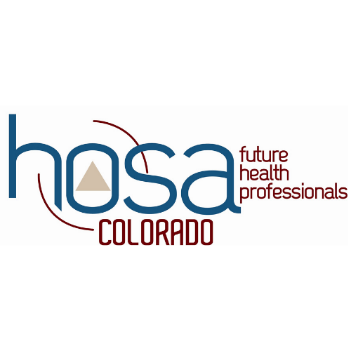 hosa
future
health
professionals
COLORADO